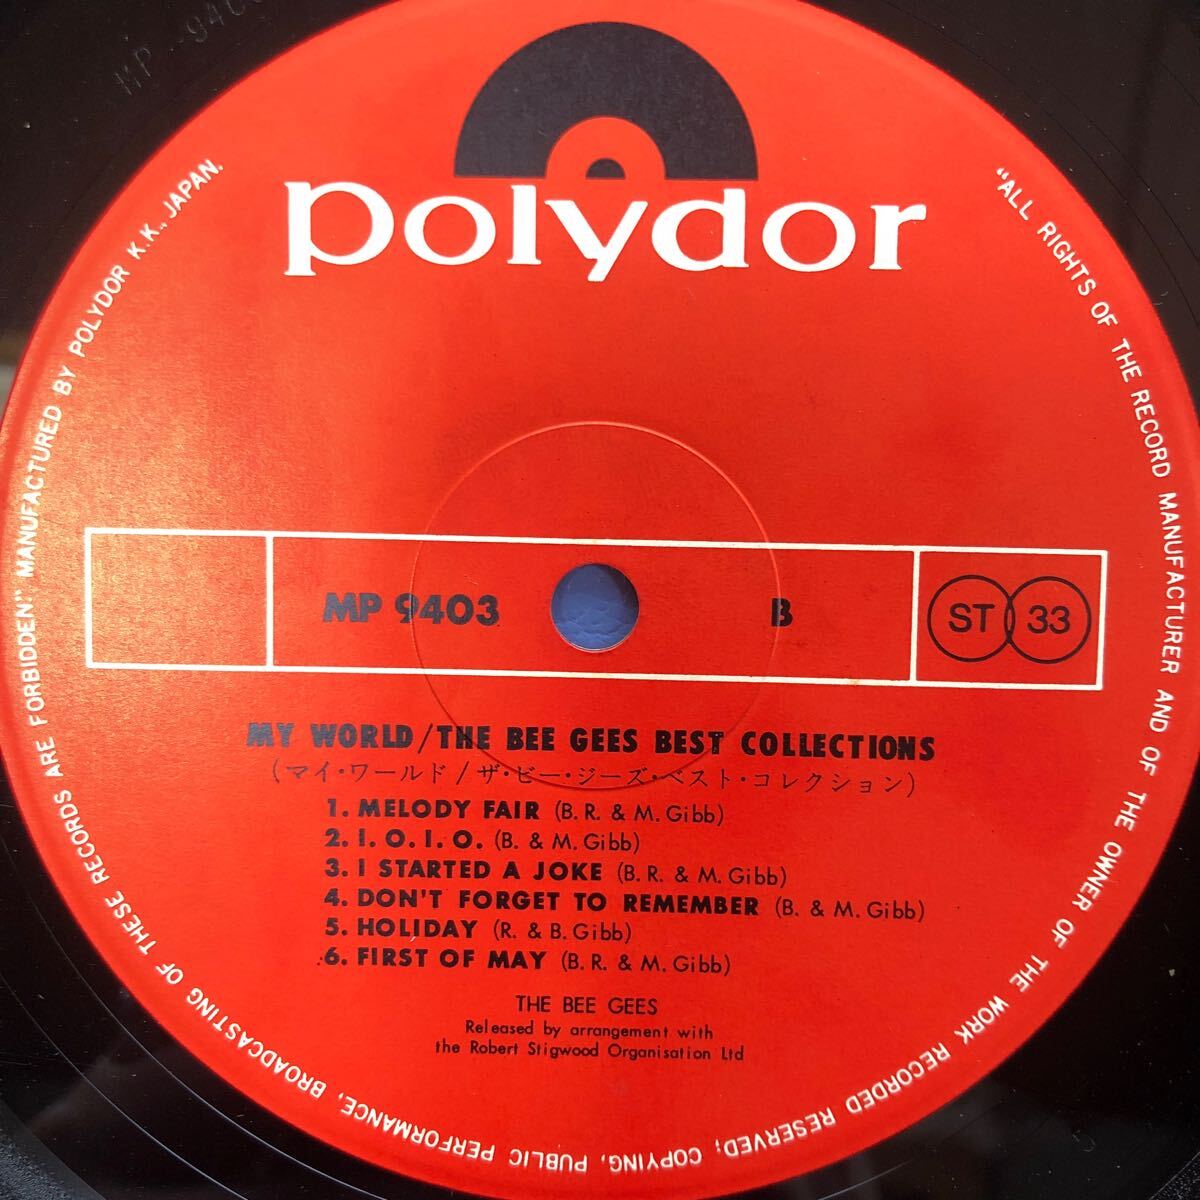 polydor
"ALL RIGHTS OF THE RECORD MANUFACTURER AND OF THE OWNER OF THE WORK RECORDED RESERVED; COPYING, PUBLIC PERFORMANCE, BROADCASTING OF THESE RECORDS ARE FORBIDDEN". MANUFACTURED BY POLYDOR K.K., JAPAN.
MP 9403 B ST 33
MY WORLD/THE BEE GEES BEST COLLECTIONS
(マイ・ワールド/ザ・ビー・ジーズ・ベスト・コレクション)
1. MELODY FAIR (B. R. & M. Gibb)
2. I. O. I. O. (B. & M. Gibb)
3. I STARTED A JOKE (B. R. & M. Gibb)
4. DON'T FORGET TO REMEMBER (B. & M. Gibb)
5. HOLIDAY (R. & B. Gibb)
6. FIRST OF MAY (B. R. & M. Gibb)
THE BEE GEES
Released by arrangement with
the Robert Stigwood Organisation Ltd